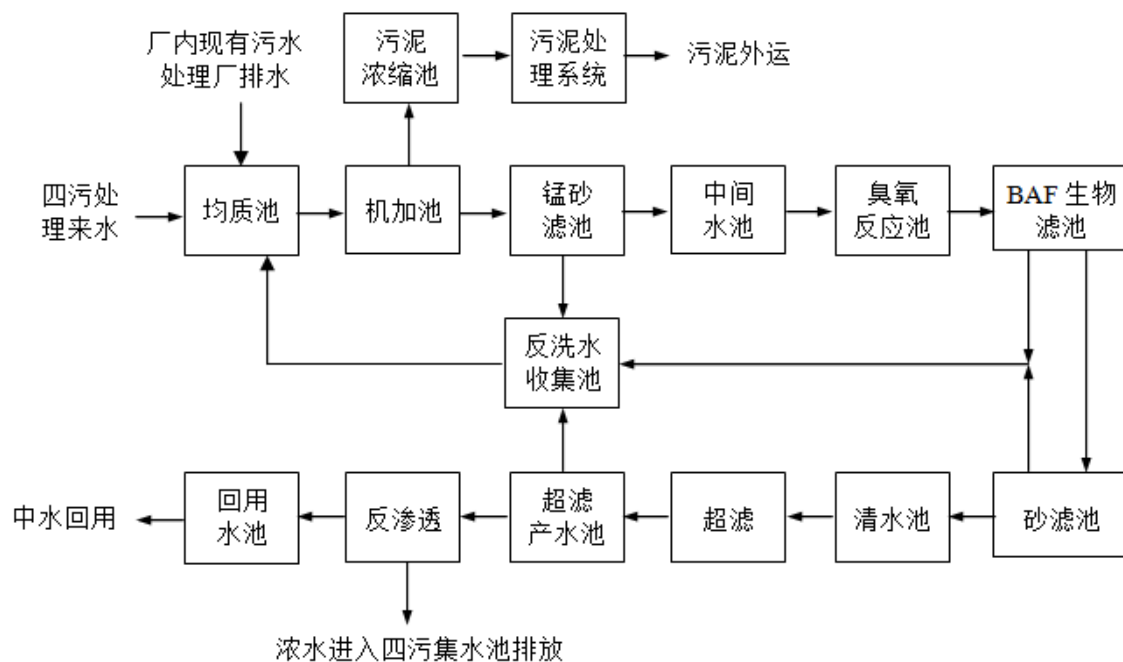 厂内现有污水
处理厂排水
污泥
浓缩池
污泥处
理系统
污泥外运
四污处
理来水
均质池
机加池
锰砂
滤池
中间
水池
臭氧
反应池
BAF 生物
滤池
反洗水
收集池
中水回用
回用
水池
反渗透
超滤
产水池
超滤
清水池
砂滤池
浓水进入四污集水池排放